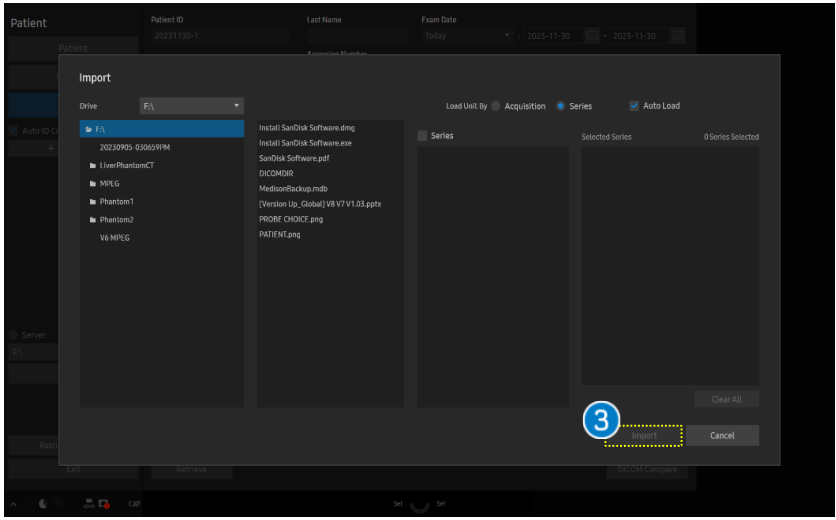 Patient
Patient ID
Last Name
Exam Date
Patient
20231130-1
Today
: 2023-11-30
~ 2023-11-30
Accession Number
Import
Drive
F:\
Load Unit By
Acquisition
Series
Auto Load
Auto ID
F:\
20230905-030659PM
LiverPhantomCT
MPEG
Phantom1
Phantom2
V6 MPEG
Install SanDisk Software.dmg
Install SanDisk Software.exe
SanDisk Software.pdf
DICOMDIR
MedisonBackup.mdb
[Version Up_Global] V8 V7 V1.03.pptx
PROBE CHOICE.png
PATIENT.png
Series
Selected Series
0 Series Selected
Server
F:\
Clear All
3
Import
Cancel
Retri
Exit
Retrieve
DICOM Compare
CAP
Set
Set